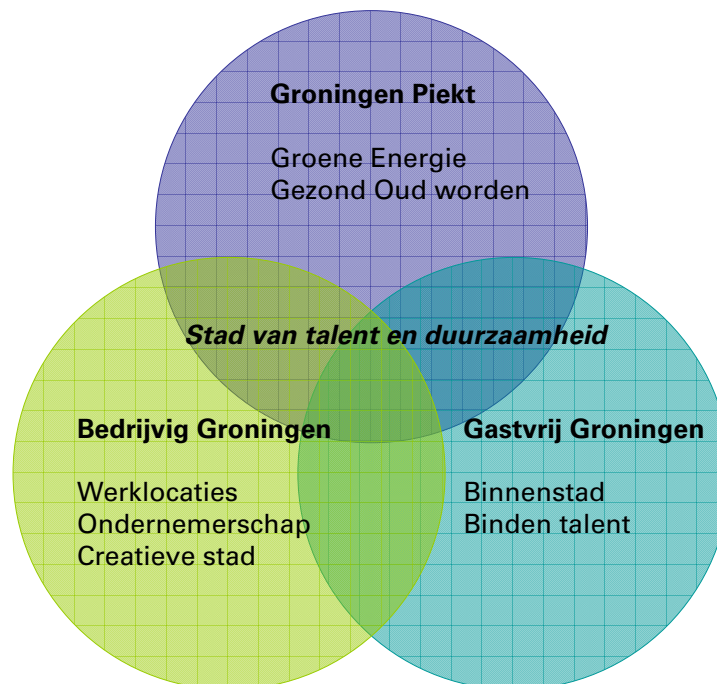 Groningen Piekt
Groene Energie
Gezond Oud worden
Stad van talent en duurzaamheid
Bedrijvig Groningen
Werklocaties
Ondernemerschap
Creatieve stad
Gastvrij Groningen
Binnenstad
Binden talent